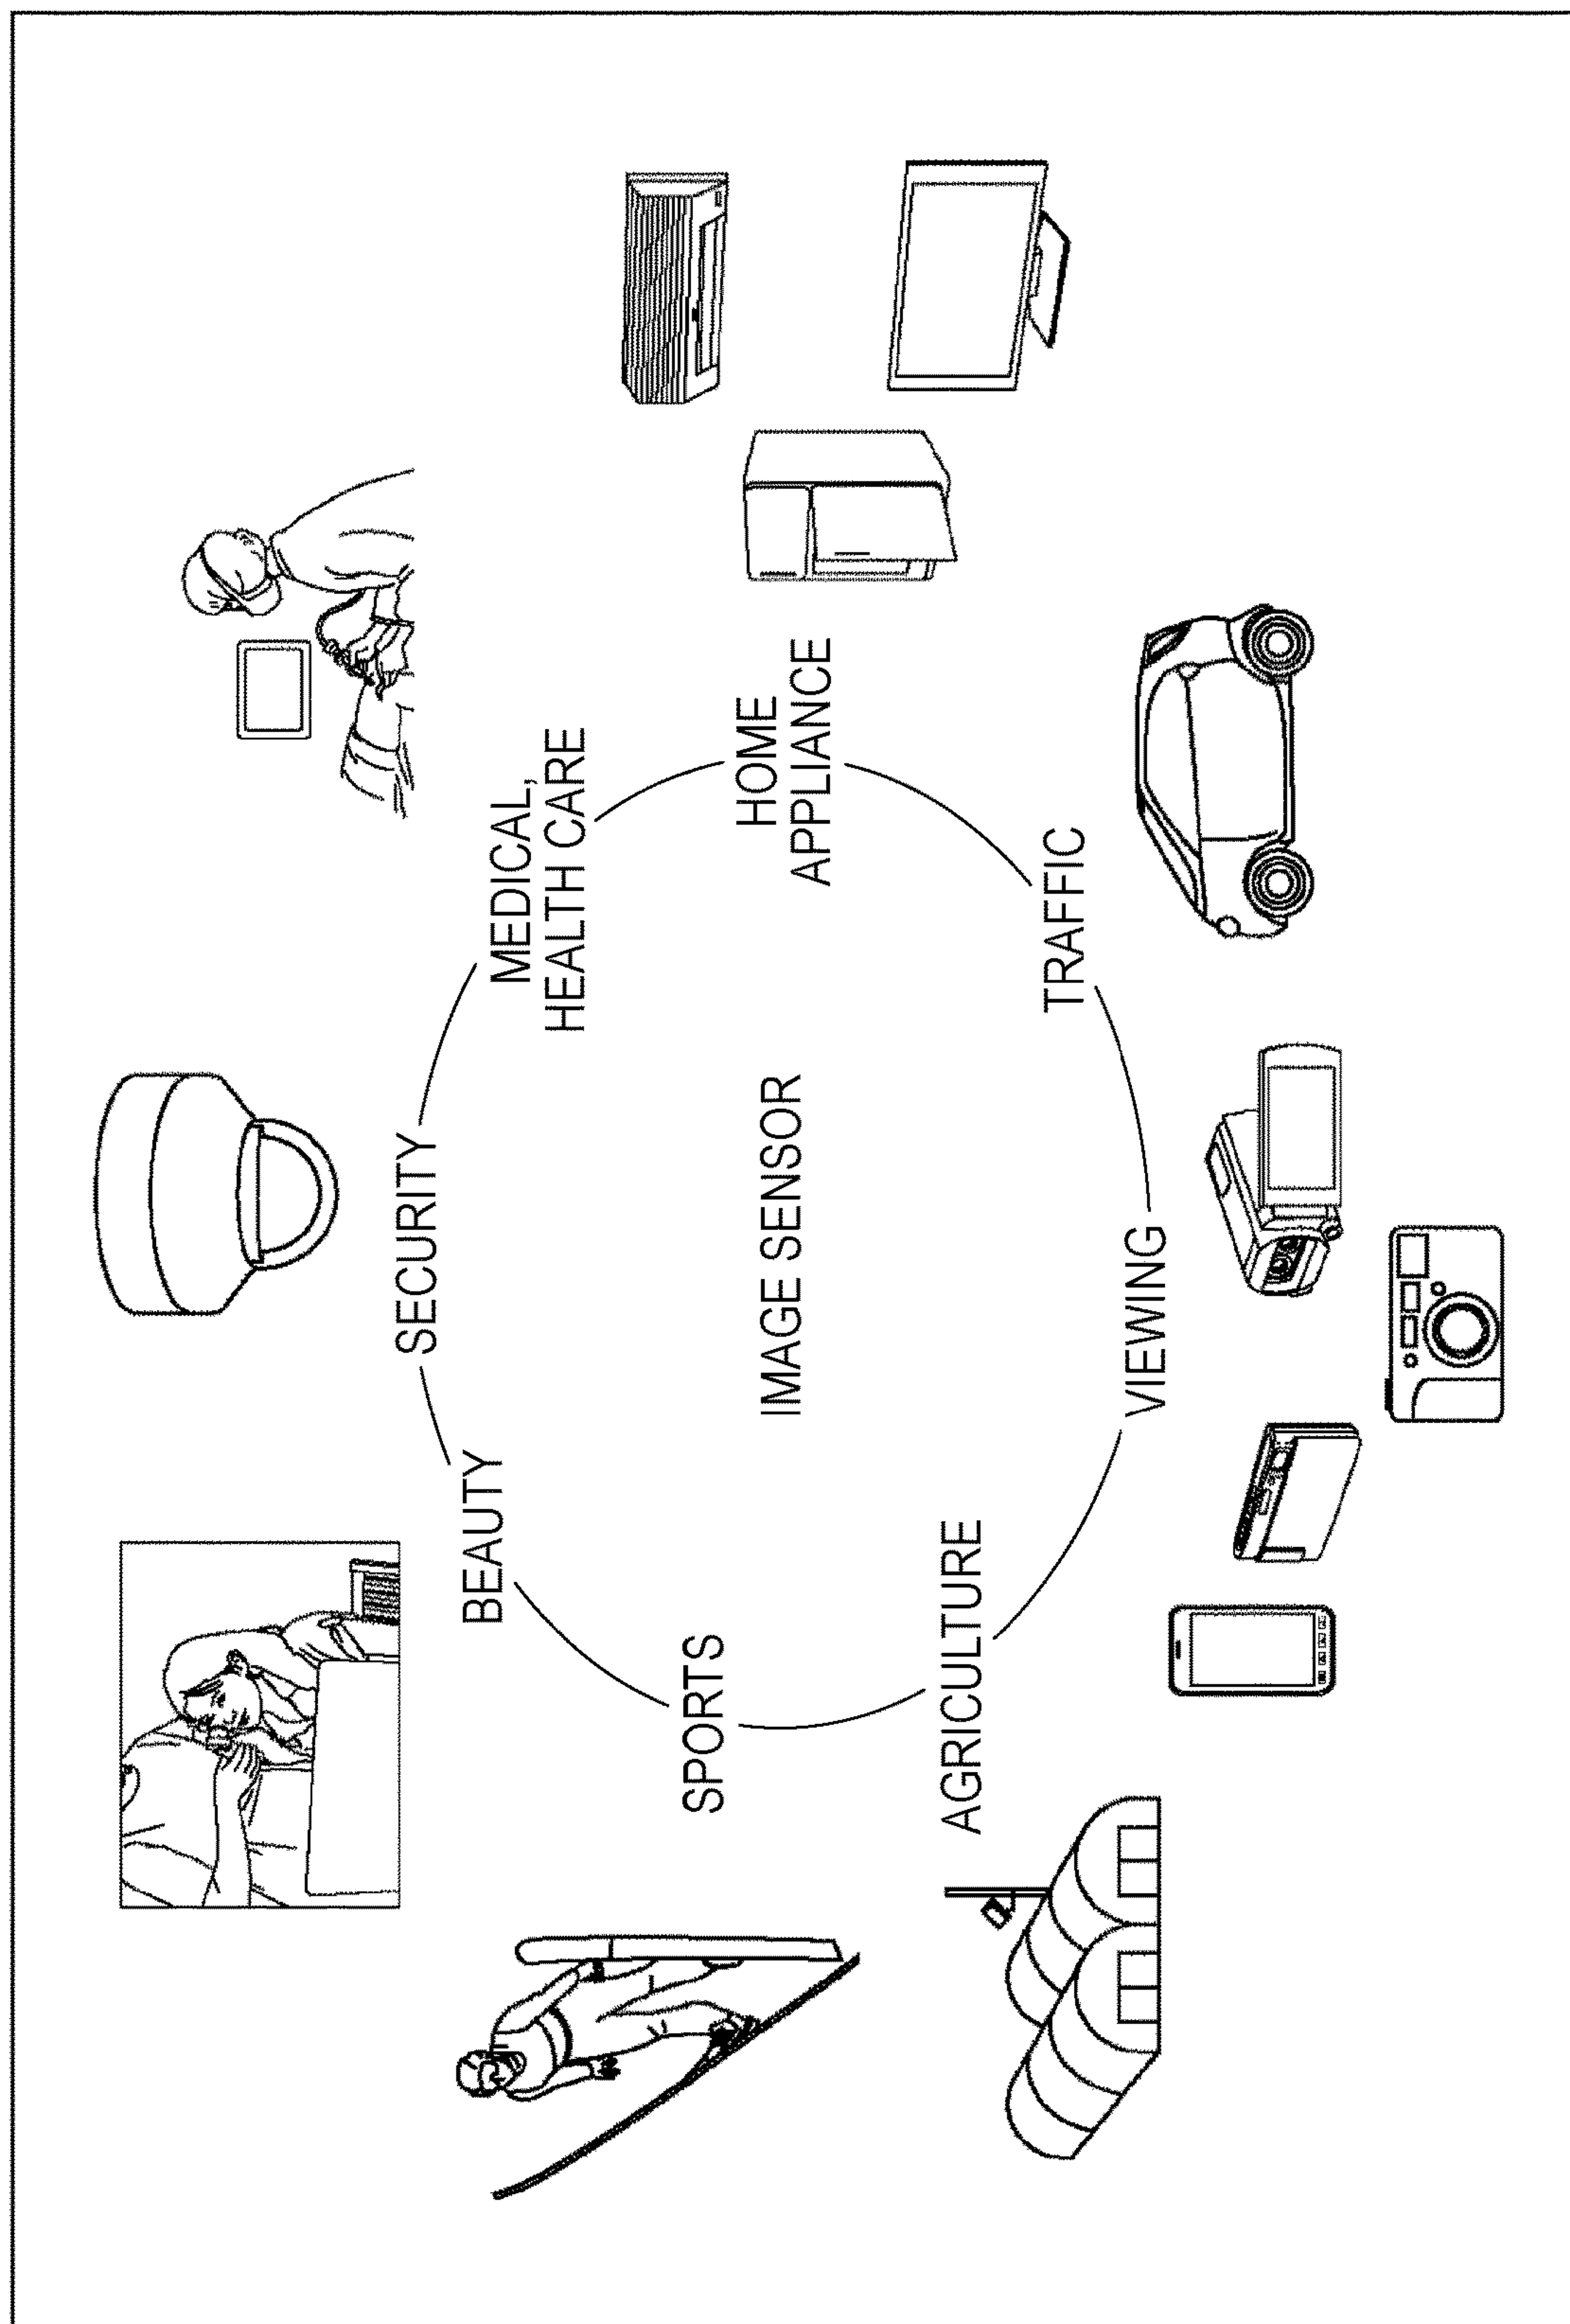 SECURITY
MEDICAL,
HEALTH CARE
BEAUTY
HOME
APPLIANCE
IMAGE SENSOR
SPORTS
TRAFFIC
AGRICULTURE
VIEWING